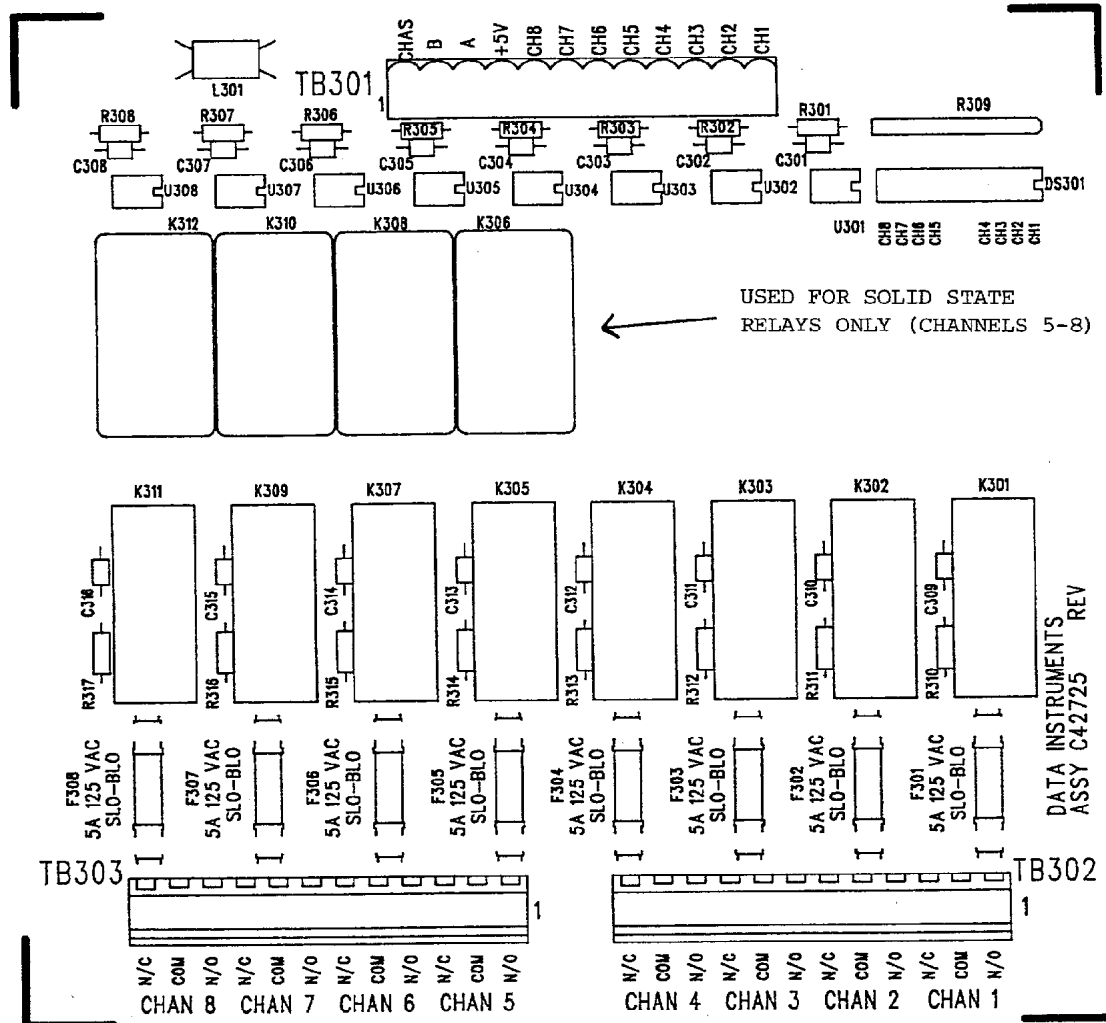 CHAS B A +5V CH8 CH7 CH6 CH5 CH4 CH3 CH2 CH1
L301 TB301
1
R308 R307 R306 R305 R304 R303 R302 R301 R309
C308 C307 C306 C305 C304 C303 C302 C301
U308 U307 U306 U305 U304 U303 U302 DS301
U301 CH8 CH7 CH6 CH5 CH4 CH3 CH2 CH1
K312 K310 K308 K306
USED FOR SOLID STATE
RELAYS ONLY (CHANNELS 5-8)
K311 K309 K307 K305 K304 K303 K302 K301
C316 C315 C314 C313 C312 C311 C310 C309
R317 R316 R315 R314 R313 R312 R311 R310
DATA INSTRUMENTS
ASSY C42725 REV
F308
5A 125 VAC
SLO-BLO
F307
5A 125 VAC
SLO-BLO
F306
5A 125 VAC
SLO-BLO
F305
5A 125 VAC
SLO-BLO
F304
5A 125 VAC
SLO-BLO
F303
5A 125 VAC
SLO-BLO
F302
5A 125 VAC
SLO-BLO
F301
5A 125 VAC
SLO-BLO
TB303 TB302
1 1
N/C COM N/O N/C COM N/O N/C COM N/O N/C COM N/O N/C COM N/O N/C COM N/O N/C COM N/O N/C COM N/O
CHAN 8 CHAN 7 CHAN 6 CHAN 5 CHAN 4 CHAN 3 CHAN 2 CHAN 1